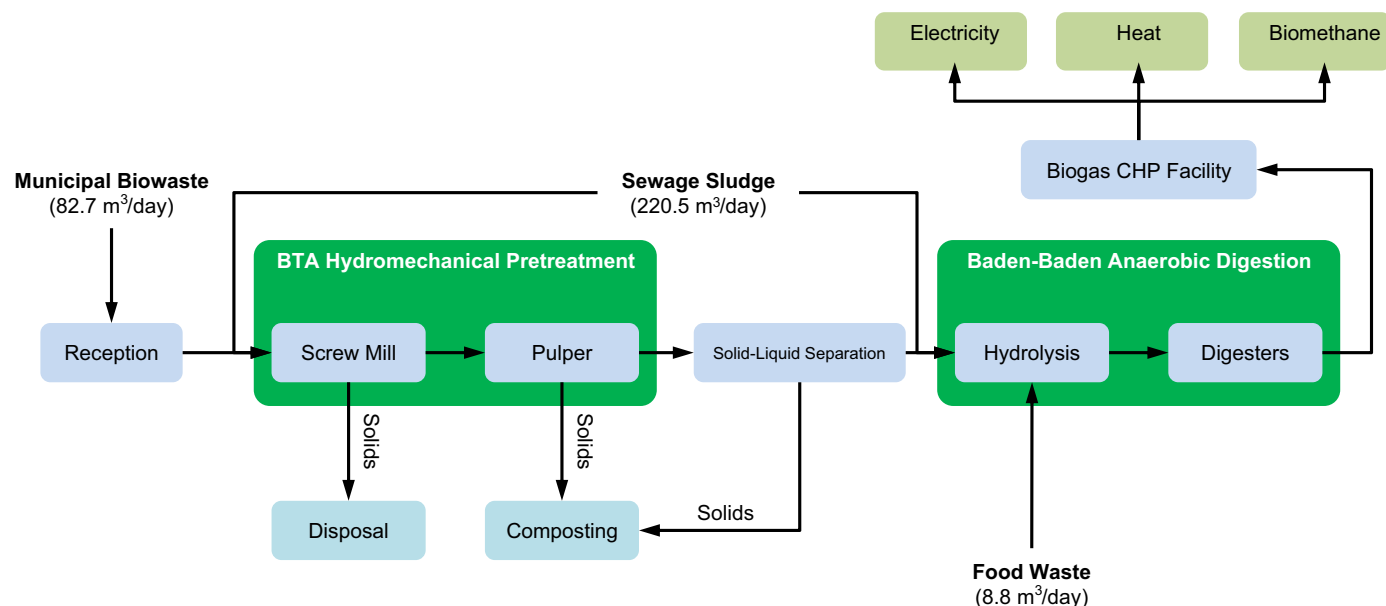 Electricity
Heat
Biomethane
Biogas CHP Facility
Municipal Biowaste
(82.7 m³/day)
Sewage Sludge
(220.5 m³/day)
BTA Hydromechanical Pretreatment
Baden-Baden Anaerobic Digestion
Reception
Screw Mill
Pulper
Solid-Liquid Separation
Hydrolysis
Digesters
Solids
Solids
Solids
Disposal
Composting
Food Waste
(8.8 m³/day)